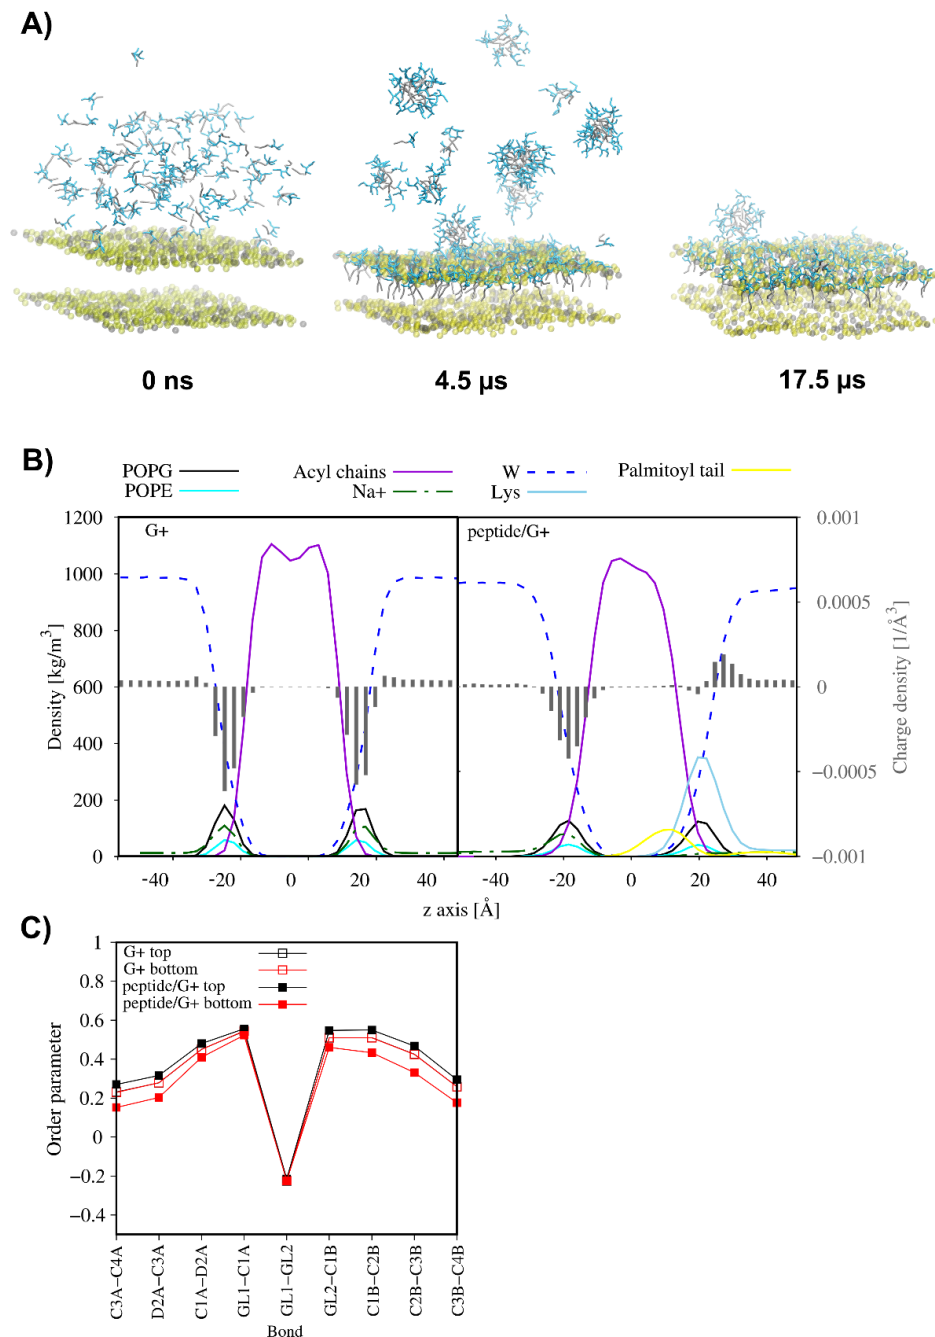 A)
0 ns
4.5 µs
17.5 µs
B)
POPG
Acyl chains
W
Palmitoyl tail
POPE
Na+
Lys
1200
1000
800
600
400
200
0
Density [kg/m³]
G+
peptide/G+
0.001
0.0005
0
−0.0005
−0.001
Charge density [1/Å³]
-40 -20 0 20 40
-40 -20 0 20 40
z axis [Å]
C)
G+ top
G+ bottom
peptide/G+ top
peptide/G+ bottom
1
0.8
0.6
0.4
0.2
0
−0.2
−0.4
Order parameter
C3A−C4A
D2A−C3A
C1A−D2A
GL1−C1A
GL1−GL2
GL2−C1B
C1B−C2B
C2B−C3B
C3B−C4B
Bond